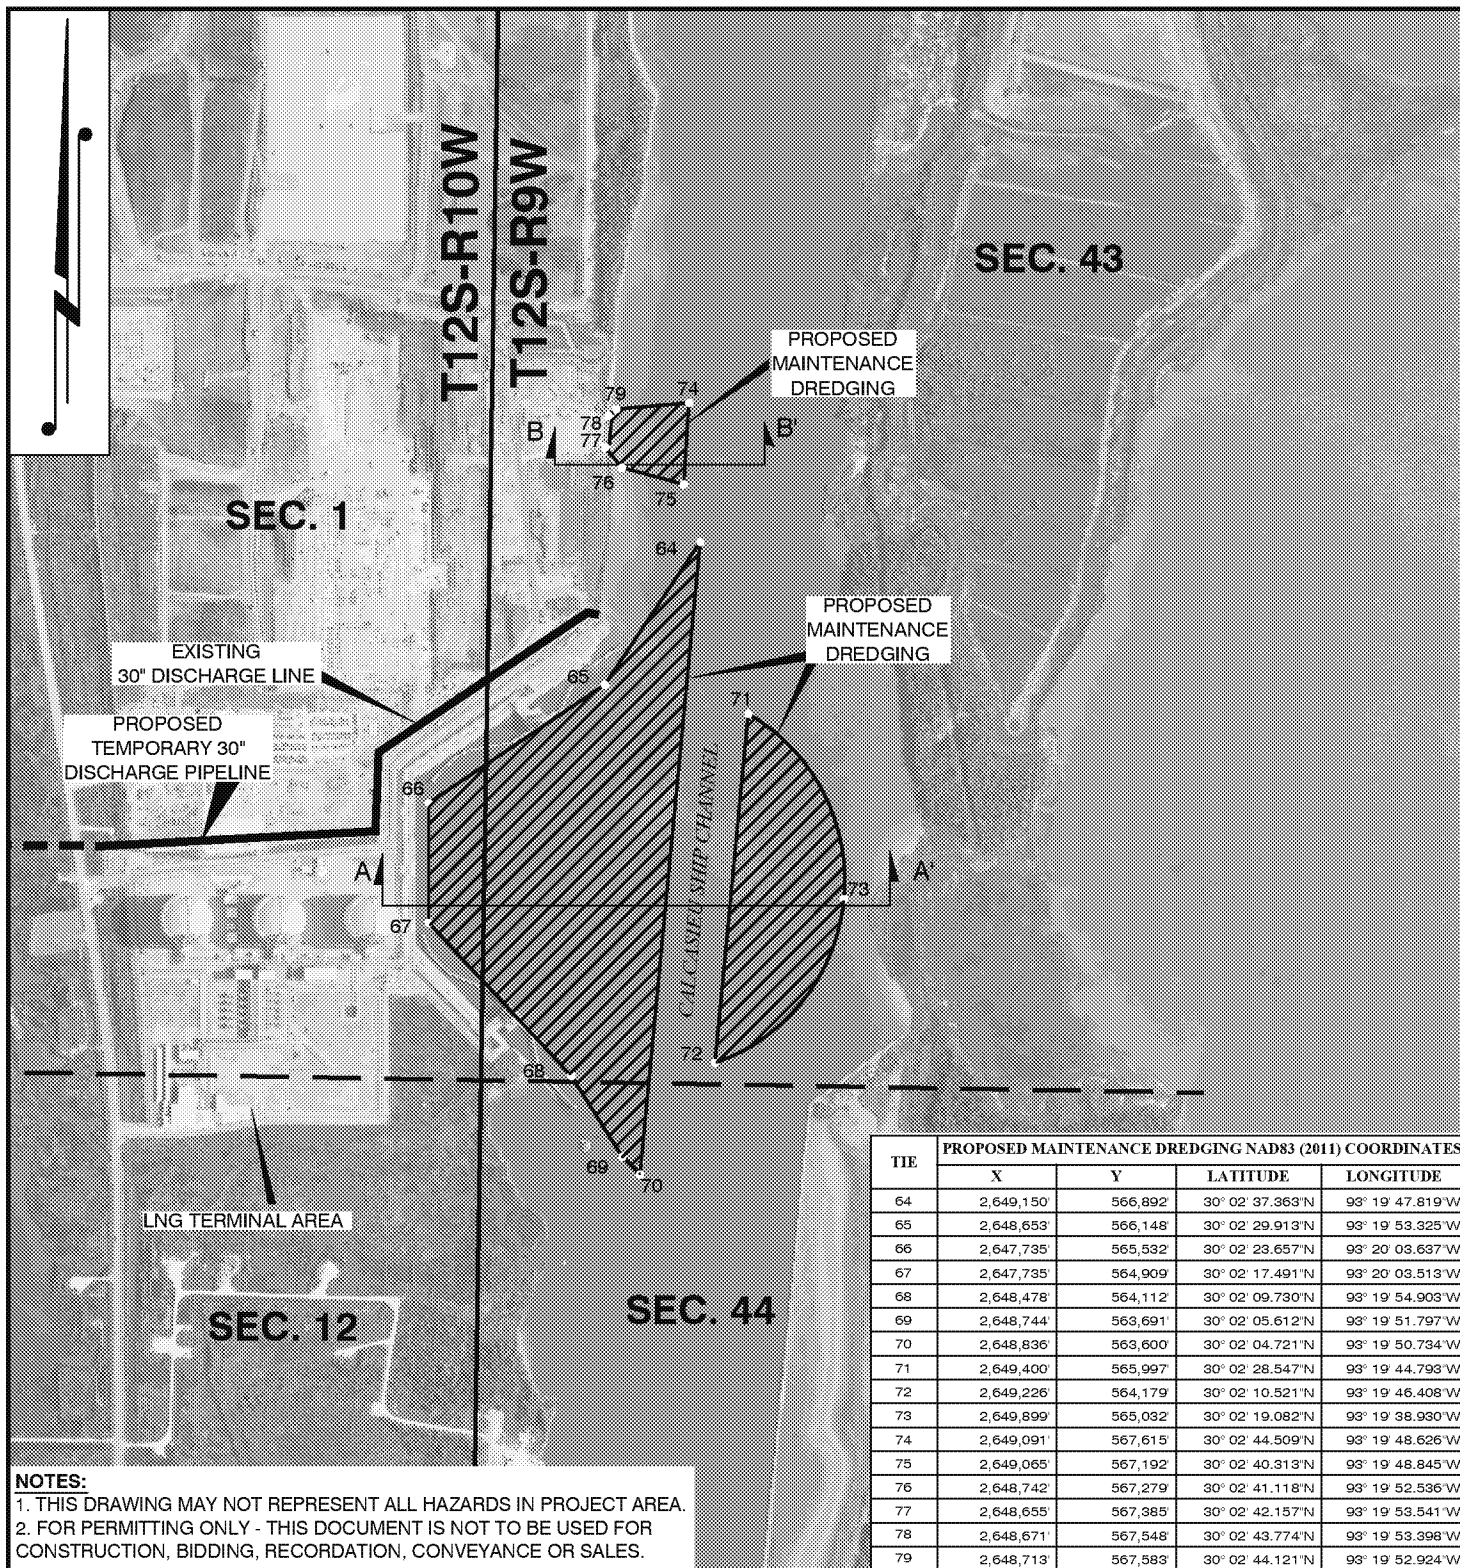 T12S-R10W
T12S-R9W
SEC. 43
PROPOSED
MAINTENANCE
DREDGING
79
74
78
77
B
B'
76
75
SEC. 1
64
PROPOSED
MAINTENANCE
DREDGING
EXISTING
30" DISCHARGE LINE
65
71
PROPOSED
TEMPORARY 30"
DISCHARGE PIPELINE
66
CALCASIEU SHIP CHANNEL
A
A'
73
67
72
68
69
70
LNG TERMINAL AREA
SEC. 12
SEC. 44
TIE PROPOSED MAINTENANCE DREDGING NAD83 (2011) COORDINATES
X Y LATITUDE LONGITUDE
64 2,649,150' 566,892' 30° 02' 37.363"N 93° 19' 47.819"W
65 2,648,653' 566,148' 30° 02' 29.913"N 93° 19' 53.325"W
66 2,647,735' 565,532' 30° 02' 23.657"N 93° 20' 03.637"W
67 2,647,735' 564,909' 30° 02' 17.491"N 93° 20' 03.513"W
68 2,648,478' 564,112' 30° 02' 09.730"N 93° 19' 54.903"W
69 2,648,744' 563,691' 30° 02' 05.612"N 93° 19' 51.797"W
70 2,648,836' 563,600' 30° 02' 04.721"N 93° 19' 50.734"W
71 2,649,400' 565,997' 30° 02' 28.547"N 93° 19' 44.793"W
72 2,649,226' 564,179' 30° 02' 10.521"N 93° 19' 46.408"W
73 2,649,899' 565,032' 30° 02' 19.082"N 93° 19' 38.930"W
74 2,649,091' 567,615' 30° 02' 44.509"N 93° 19' 48.626"W
75 2,649,065' 567,192' 30° 02' 40.313"N 93° 19' 48.845"W
76 2,648,742' 567,279' 30° 02' 41.118"N 93° 19' 52.536"W
77 2,648,655' 567,385' 30° 02' 42.157"N 93° 19' 53.541"W
78 2,648,671' 567,548' 30° 02' 43.774"N 93° 19' 53.398"W
79 2,648,713' 567,583' 30° 02' 44.121"N 93° 19' 52.924"W
NOTES:
1. THIS DRAWING MAY NOT REPRESENT ALL HAZARDS IN PROJECT AREA.
2. FOR PERMITTING ONLY - THIS DOCUMENT IS NOT TO BE USED FOR
CONSTRUCTION, BIDDING, RECORDATION, CONVEYANCE OR SALES.